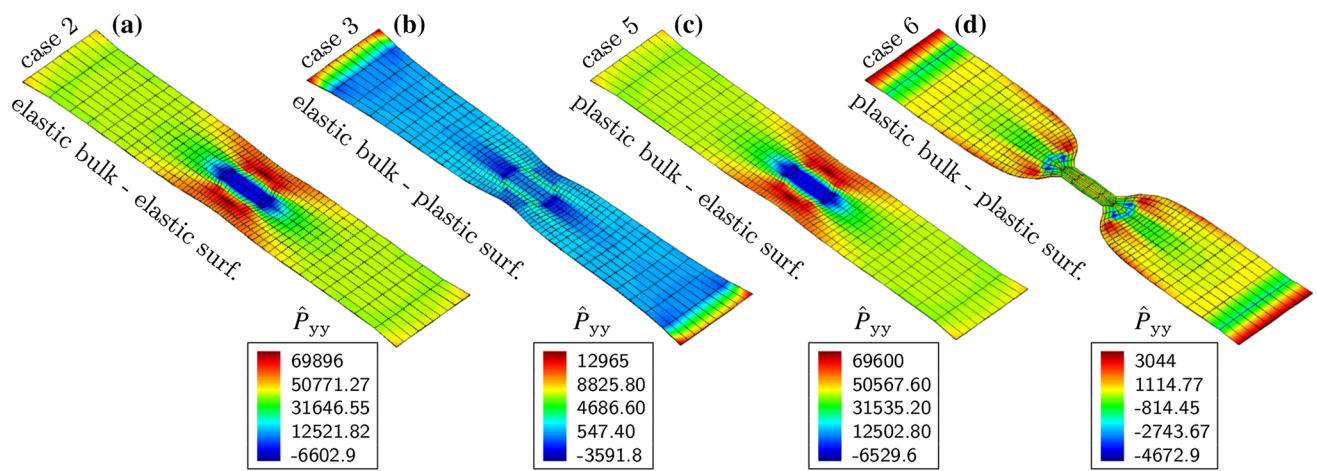 (a)
case 2
elastic bulk - elastic surf.
P̂yy
69896
50771.27
31646.55
12521.82
-6602.9
(b)
case 3
elastic bulk - plastic surf.
P̂yy
12965
8825.80
4686.60
547.40
-3591.8
(c)
case 5
plastic bulk - elastic surf.
P̂yy
69600
50567.60
31535.20
12502.80
-6529.6
(d)
case 6
plastic bulk - plastic surf.
P̂yy
3044
1114.77
-814.45
-2743.67
-4672.9